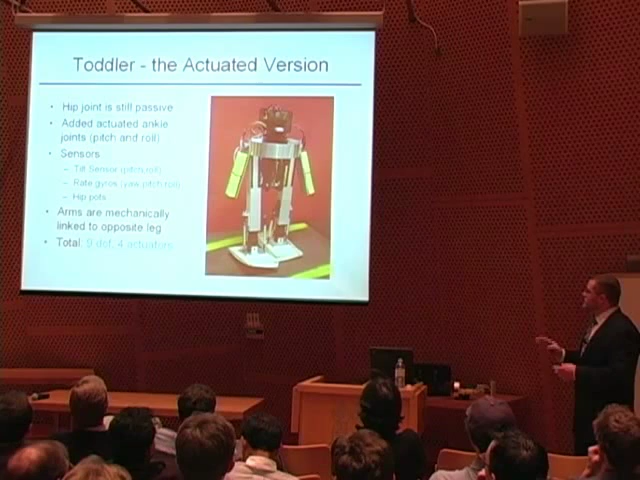 Toddler - the Actuated Version
• Hip joint is still passive
• Added actuated ankle
joints (pitch and roll)
• Sensors
– Tilt Sensor (pitch,roll)
– Rate gyros (yaw,pitch,roll)
– Hip pots
• Arms are mechanically
linked to opposite leg
• Total: 9 dof, 4 actuators